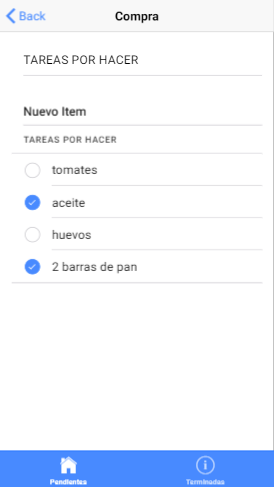 Back
Compra
TAREAS POR HACER
Nuevo Item
TAREAS POR HACER
tomates
aceite
huevos
2 barras de pan
Pendientes
Terminadas